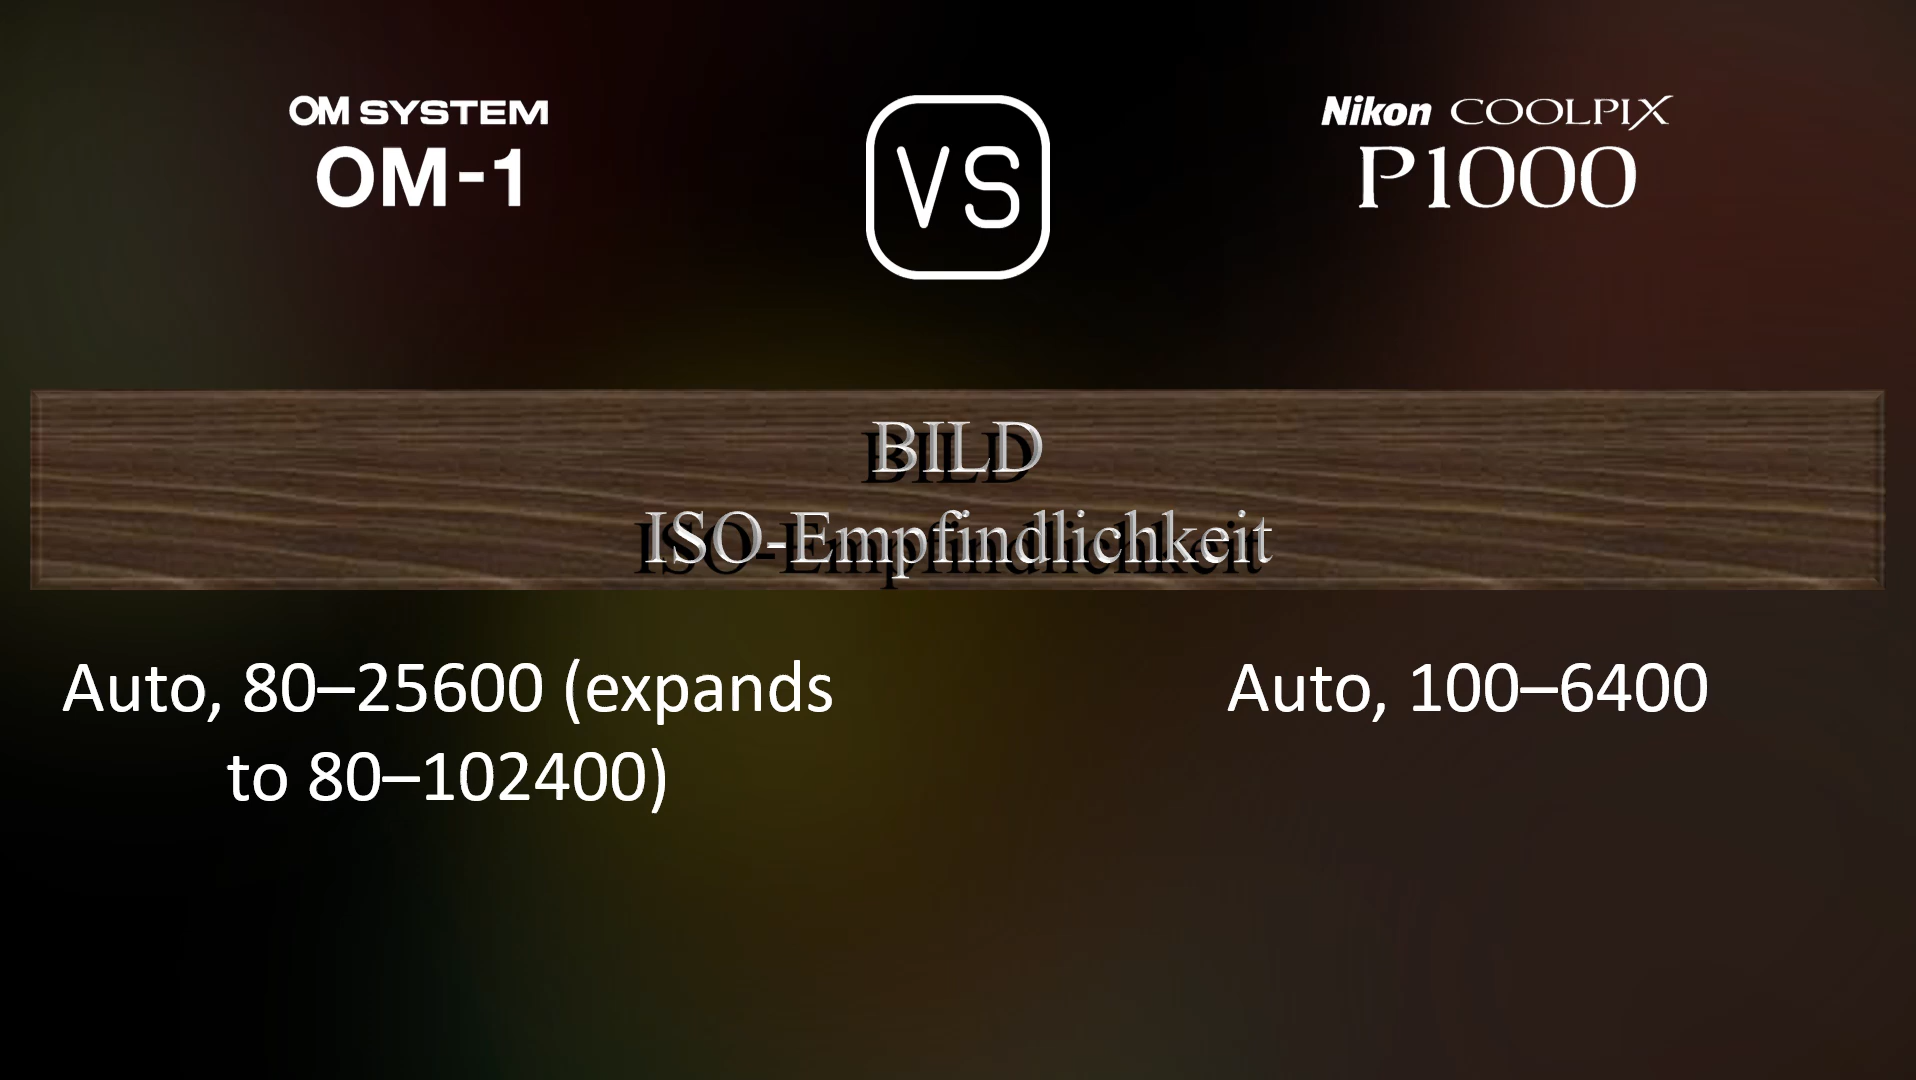 OM SYSTEM
OM-1
VS
Nikon COOLPIX
P1000
BILD
ISO-Empfindlichkeit
Auto, 80–25600 (expands
to 80–102400)
Auto, 100–6400